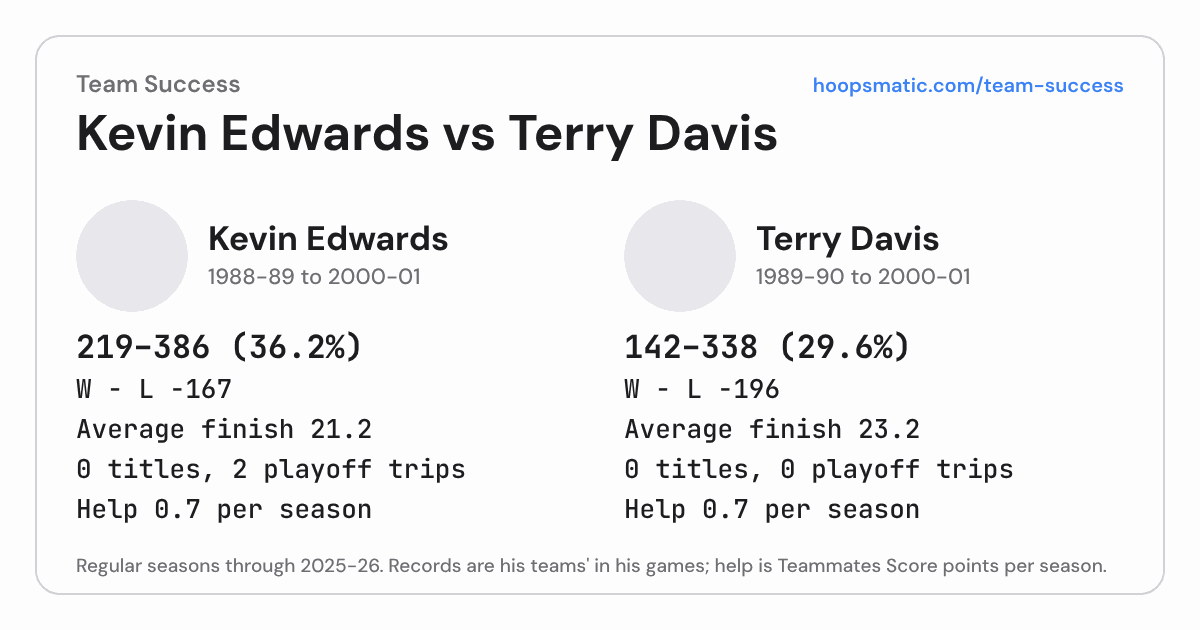 Team Success
hoopsmatic.com/team-success
Kevin Edwards vs Terry Davis
Kevin Edwards
1988-89 to 2000-01
219-386 (36.2%)
W - L -167
Average finish 21.2
0 titles, 2 playoff trips
Help 0.7 per season
Terry Davis
1989-90 to 2000-01
142-338 (29.6%)
W - L -196
Average finish 23.2
0 titles, 0 playoff trips
Help 0.7 per season
Regular seasons through 2025-26. Records are his teams' in his games; help is Teammates Score points per season.